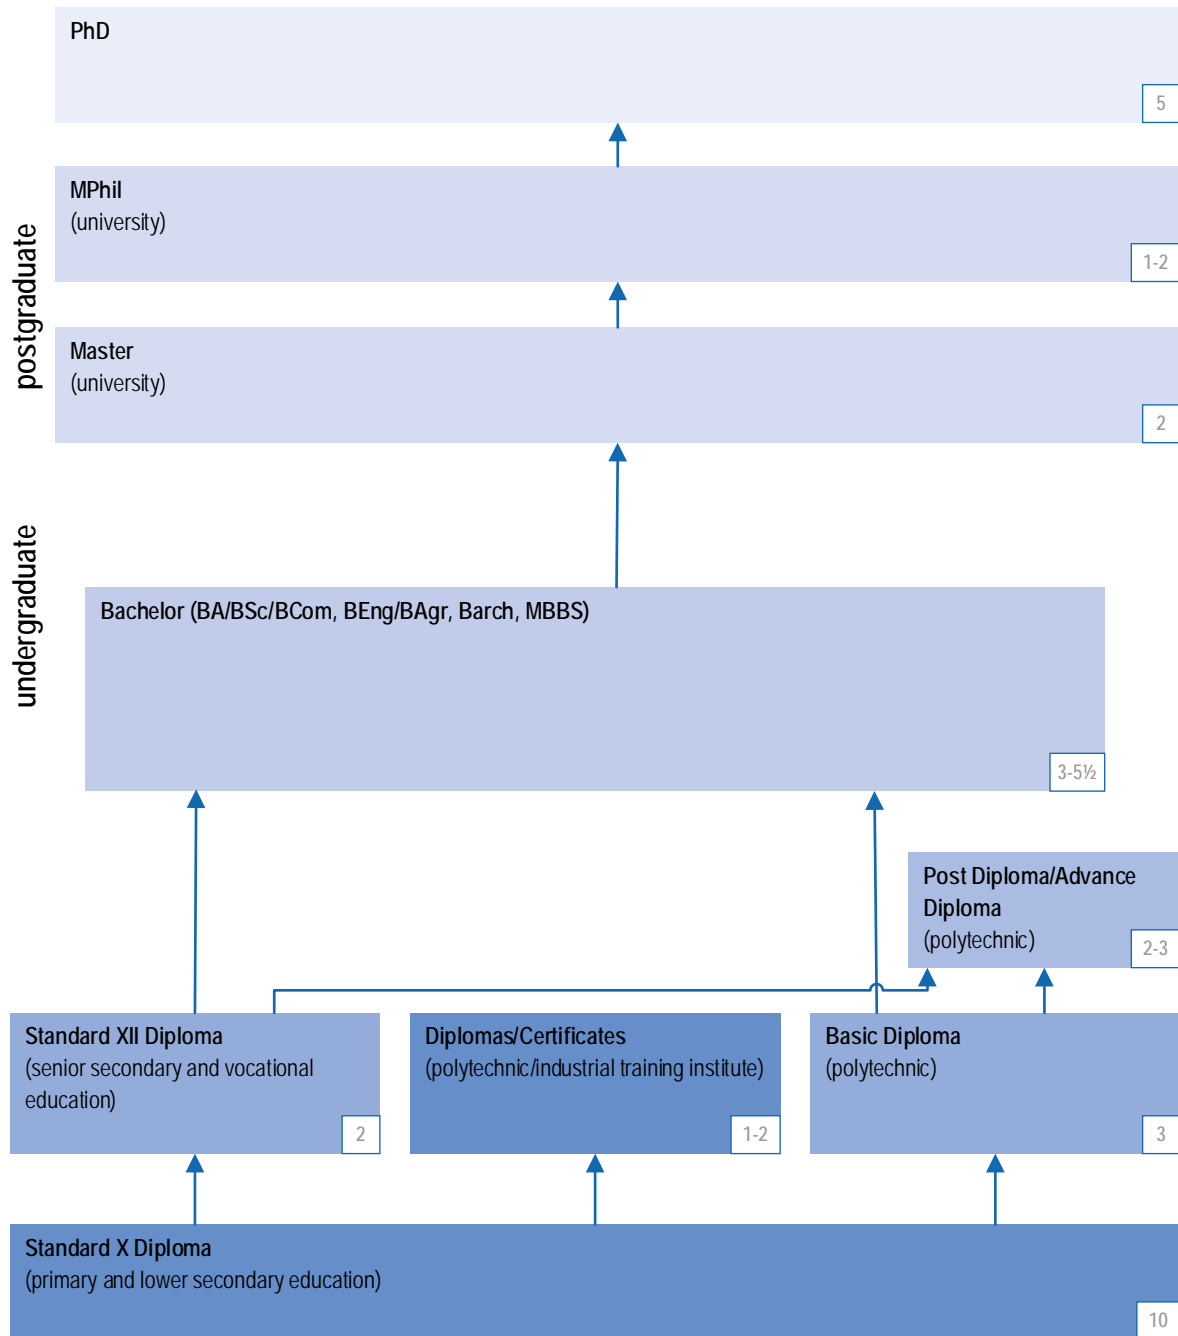 PhD
5
MPhil
(university)
1-2
postgraduate
Master
(university)
2
undergraduate
Bachelor (BA/BSc/BCom, BEng/BAgr, Barch, MBBS)
3-5½
Post Diploma/Advance
Diploma
(polytechnic)
2-3
Standard XII Diploma
(senior secondary and vocational
education)
2
Diplomas/Certificates
(polytechnic/industrial training institute)
1-2
Basic Diploma
(polytechnic)
3
Standard X Diploma
(primary and lower secondary education)
10